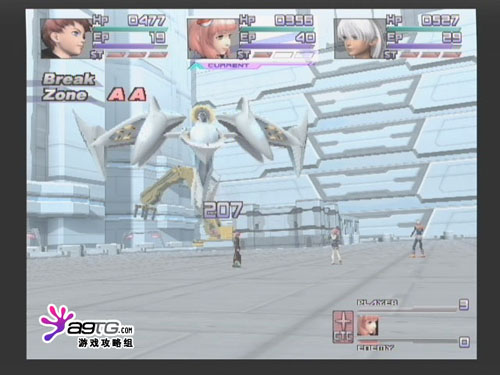 Hp 0477 Hp 0356 Hp 0527
EP 19 EP 40 EP 29
ST ST ST
CURRENT
Break
Zone A A
207
PLAYER 3
ENEMY 0
a9TG.com
游戏攻略组